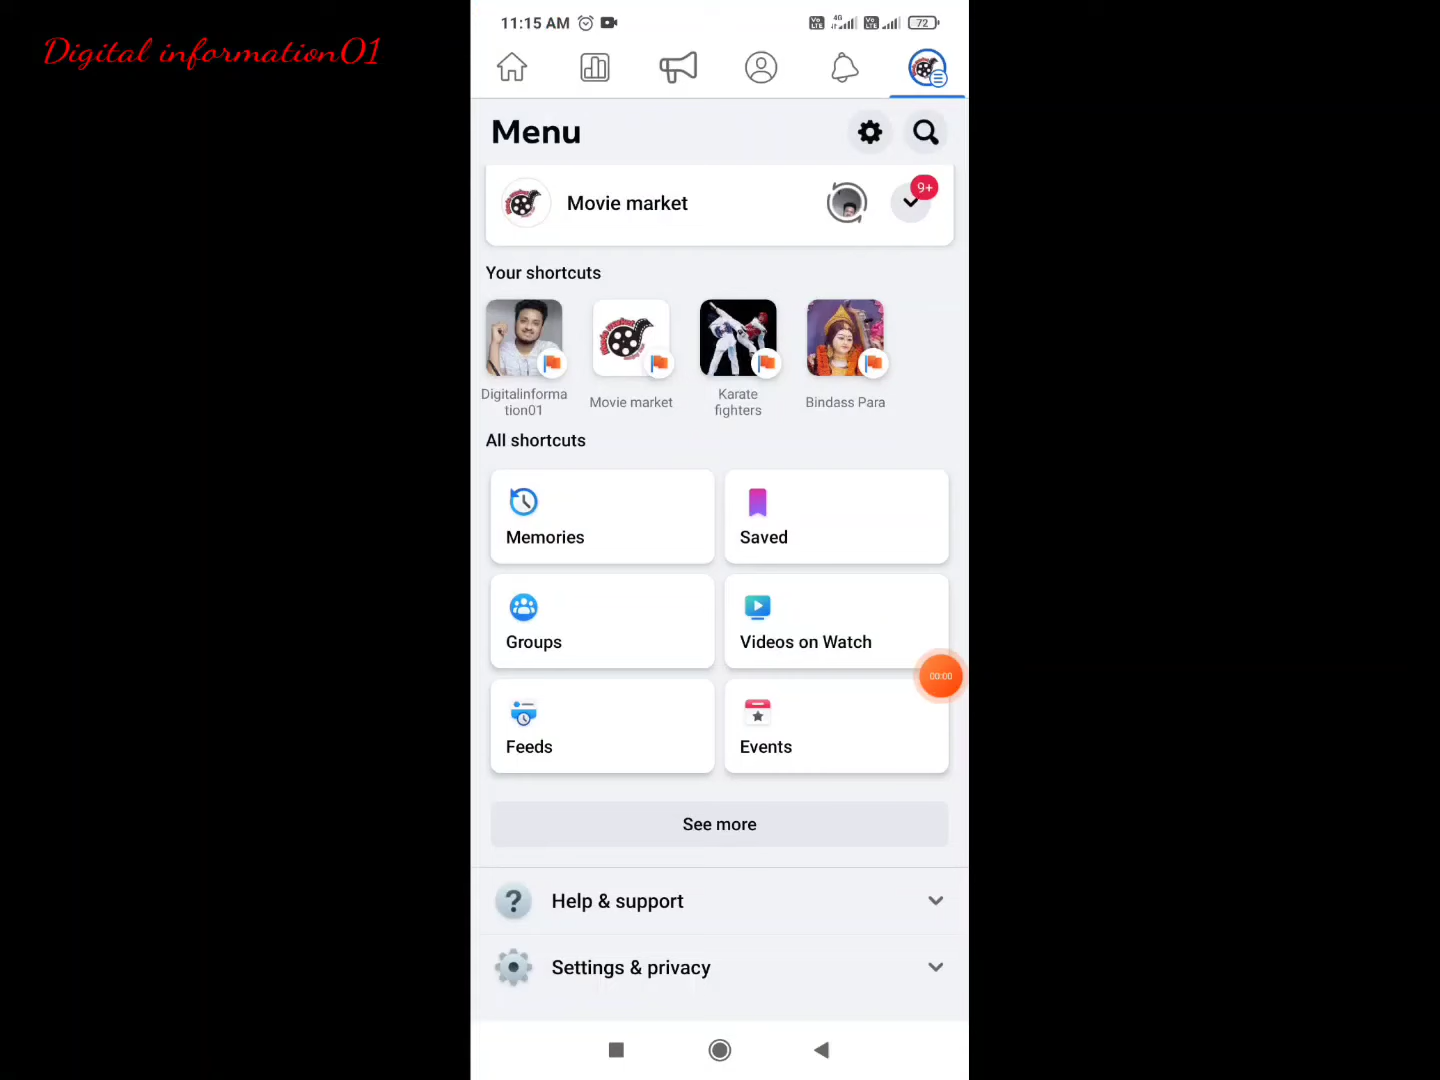 Digital information01
11:15 AM
4G
72
Menu
Movie market
9+
Your shortcuts
Digitalinforma
tion01
Movie market
Karate
fighters
Bindass Para
All shortcuts
Memories
Saved
Groups
Videos on Watch
00:00
Feeds
Events
See more
Help & support
Settings & privacy